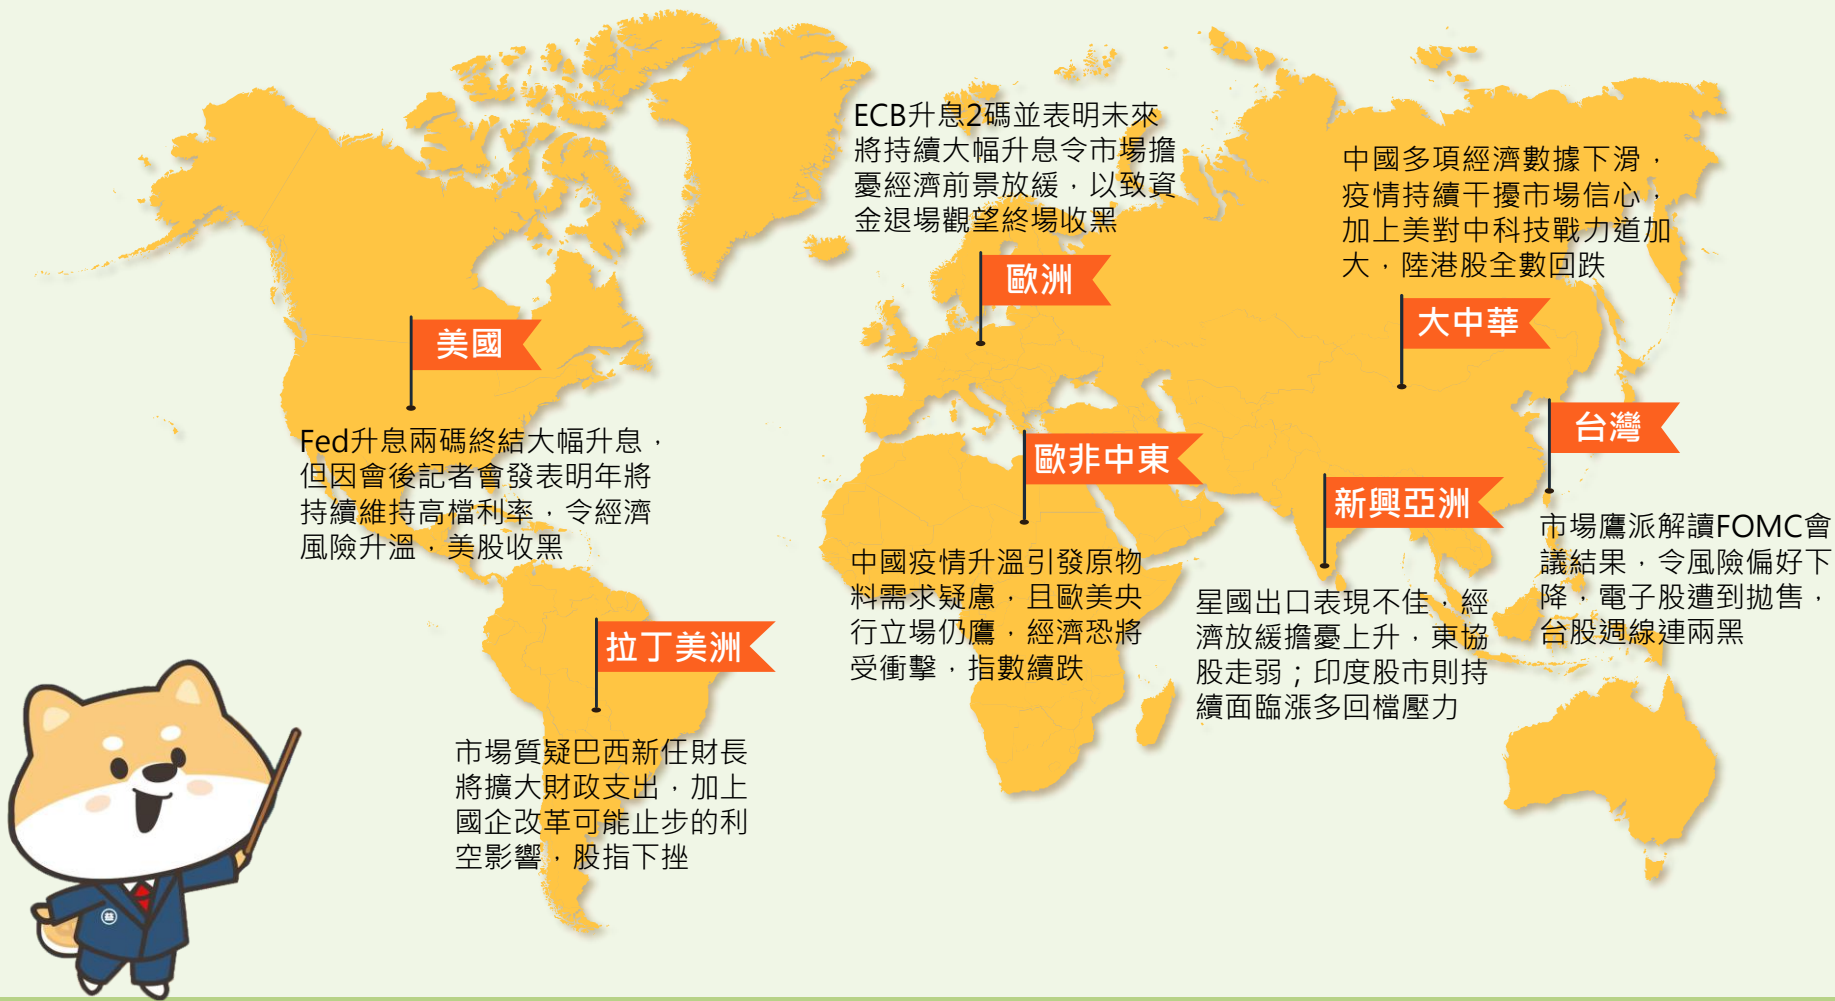 ECB升息2碼並表明未來
將持續大幅升息令市場擔
憂經濟前景放緩，以致資
金退場觀望終場收黑
歐洲
中國多項經濟數據下滑，
疫情持續干擾市場信心，
加上美對中科技戰力道加
大，陸港股全數回跌
大中華
美國
Fed升息兩碼終結大幅升息，
但因會後記者會發表明年將
持續維持高檔利率，令經濟
風險升溫，美股收黑
台灣
市場鷹派解讀FOMC會
議結果，令風險偏好下
降，電子股遭到拋售，
台股週線連兩黑
歐非中東
中國疫情升溫引發原物
料需求疑慮，且歐美央
行立場仍鷹，經濟恐將
受衝擊，指數續跌
新興亞洲
星國出口表現不佳，經
濟放緩擔憂上升，東協
股走弱；印度股市則持
續面臨漲多回檔壓力
拉丁美洲
市場質疑巴西新任財長
將擴大財政支出，加上
國企改革可能止步的利
空影響，股指下挫